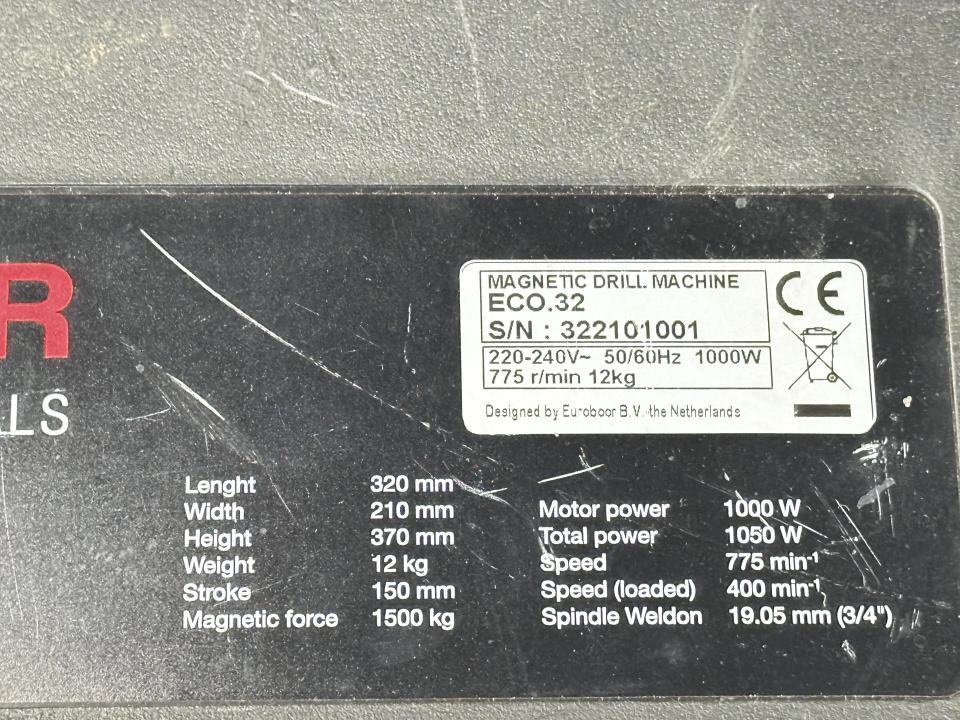 R
LS
MAGNETIC DRILL MACHINE
ECO.32
S/N : 322101001
220-240V~ 50/60Hz 1000W
775 r/min 12kg
CE
Designed by Euroboor B.V. the Netherlands
Lenght 320 mm
Width 210 mm
Height 370 mm
Weight 12 kg
Stroke 150 mm
Magnetic force 1500 kg
Motor power 1000 W
Total power 1050 W
Speed 775 min-¹
Speed (loaded) 400 min-¹
Spindle Weldon 19.05 mm (3/4")